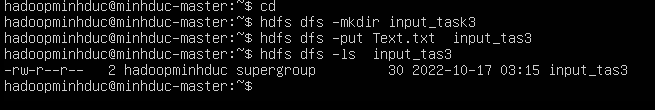 hadoopminhduc@minhduc-master:~$ cd
hadoopminhduc@minhduc-master:~$ hdfs dfs -mkdir input_task3
hadoopminhduc@minhduc-master:~$ hdfs dfs -put Text.txt  input_tas3
hadoopminhduc@minhduc-master:~$ hdfs dfs -ls  input_tas3
-rw-r--r--   2 hadoopminhduc supergroup         30 2022-10-17 03:15 input_tas3
hadoopminhduc@minhduc-master:~$